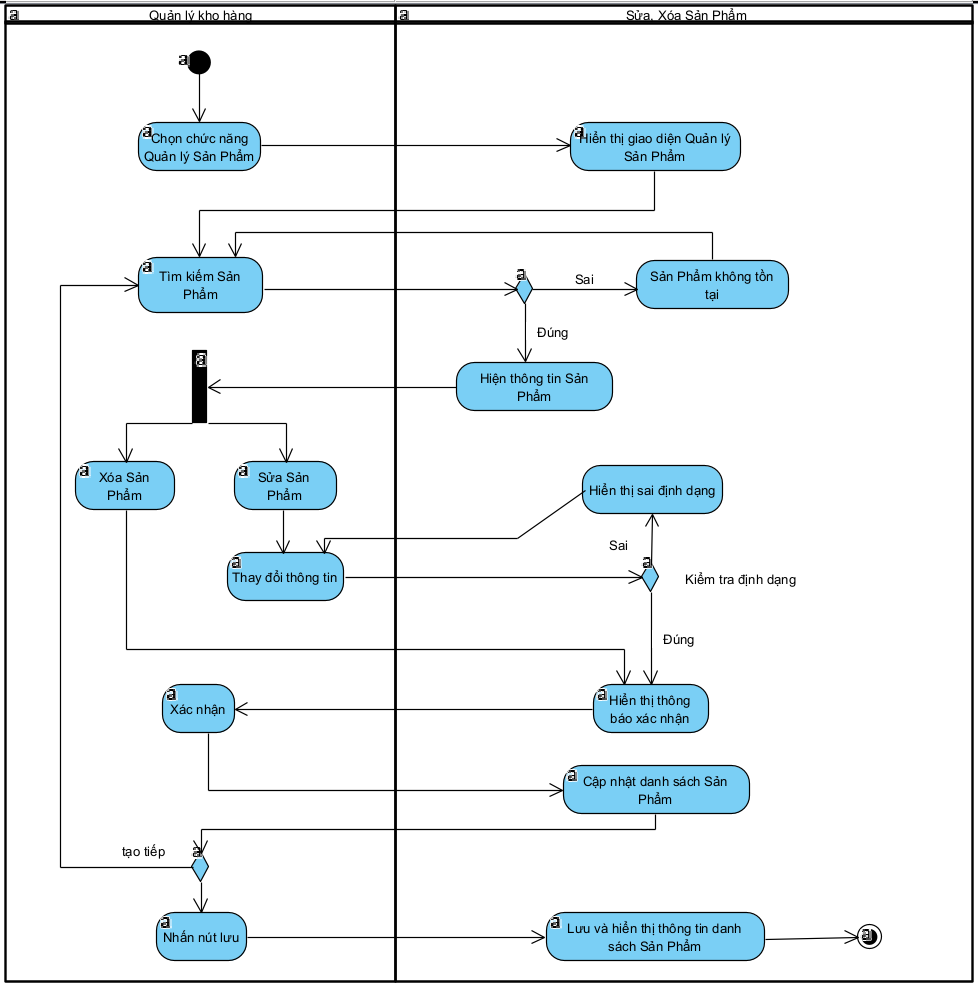 Quản lý kho hàng
Sửa, Xóa Sản Phẩm
Chọn chức năng
Quản lý Sản Phẩm
Hiển thị giao diện Quản lý
Sản Phẩm
Tìm kiếm Sản
Phẩm
Sai
Sản Phẩm không tồn
tại
Đúng
Hiện thông tin Sản
Phẩm
Xóa Sản
Phẩm
Sửa Sản
Phẩm
Hiển thị sai định dạng
Sai
Thay đổi thông tin
Kiểm tra định dạng
Đúng
Xác nhận
Hiển thị thông
báo xác nhận
Cập nhật danh sách Sản
Phẩm
tạo tiếp
Nhấn nút lưu
Lưu và hiển thị thông tin danh
sách Sản Phẩm